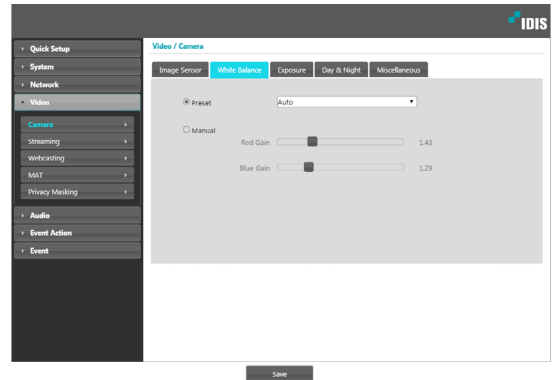 IDIS
Quick Setup
System
Network
Video
Camera
Streaming
Webcasting
MAT
Privacy Masking
Audio
Event Action
Event
Video / Camera
Image Sensor White Balance Exposure Day & Night Miscellaneous
Preset Auto
Manual
Red Gain 1.43
Blue Gain 1.29
Save